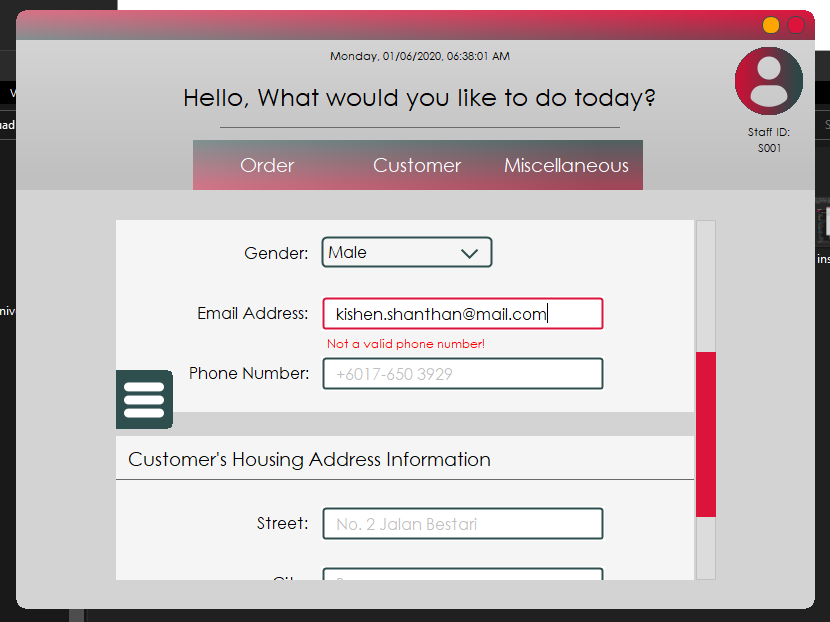 Monday, 01/06/2020, 06:38:01 AM
Hello, What would you like to do today?
Staff ID:
S001
Order Customer Miscellaneous
Gender: Male
Email Address: kishen.shanthan@mail.com
Not a valid phone number!
Phone Number: +6017-650 3929
Customer's Housing Address Information
Street: No. 2 Jalan Bestari